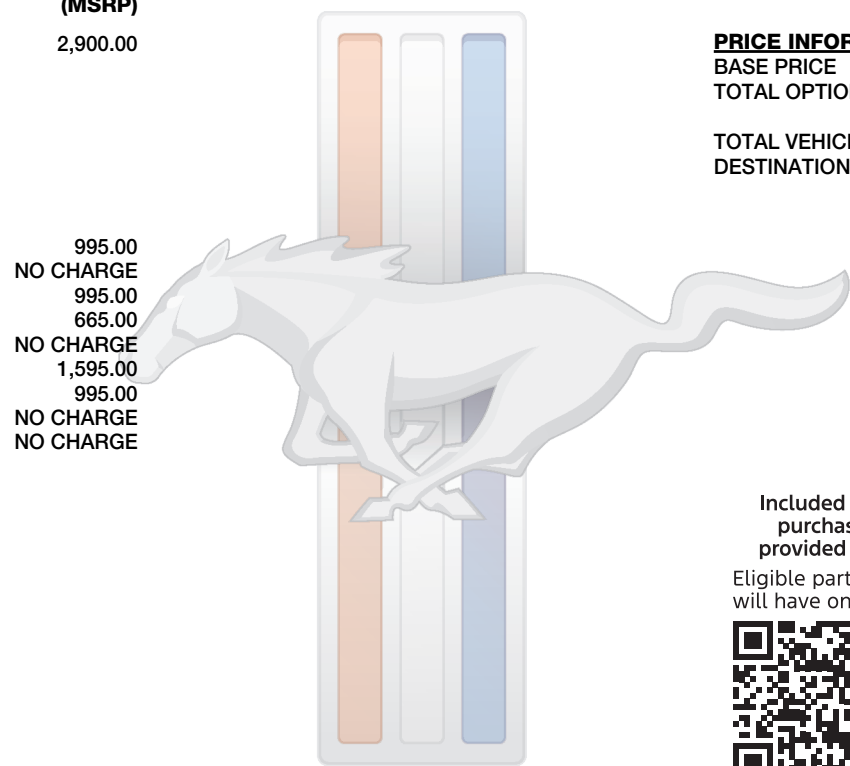 (MSRP)
2,900.00
995.00
NO CHARGE
995.00
665.00
NO CHARGE
1,595.00
995.00
NO CHARGE
NO CHARGE
PRICE INFOR
BASE PRICE
TOTAL OPTIO
TOTAL VEHICL
DESTINATION
Included
purchas
provided
Eligible part
will have on